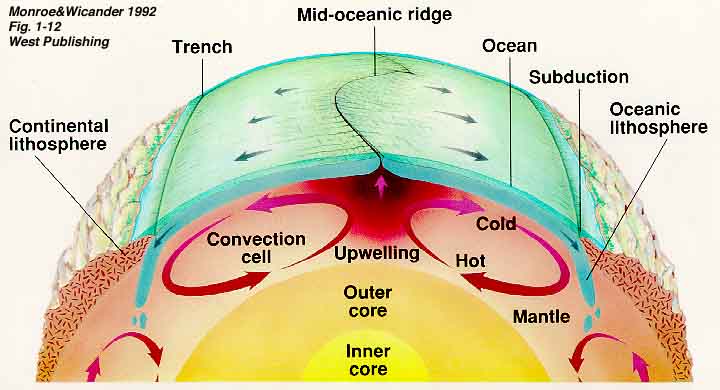 Monroe&Wicander 1992
Fig. 1-12
West Publishing
Mid-oceanic ridge
Trench
Ocean
Subduction
Continental
lithosphere
Oceanic
lithosphere
Convection
cell
Upwelling
Cold
Hot
Outer
core
Mantle
Inner
core